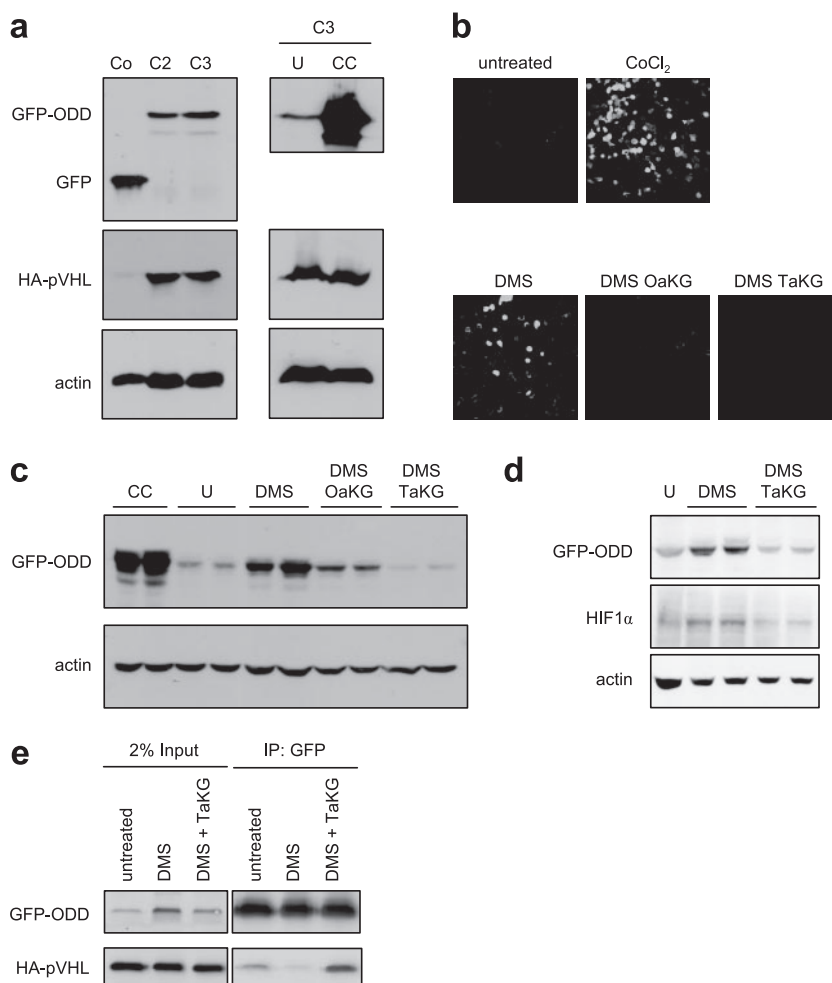 a
C3
Co C2 C3
U CC
GFP-ODD
GFP
HA-pVHL
actin
b
untreated
CoCl₂
DMS
DMS OaKG
DMS TaKG
c
CC
U
DMS
DMS
OaKG
DMS
TaKG
GFP-ODD
actin
d
U
DMS
DMS
TaKG
GFP-ODD
HIF1α
actin
e
2% Input
IP: GFP
untreated
DMS
DMS + TaKG
untreated
DMS
DMS + TaKG
GFP-ODD
HA-pVHL